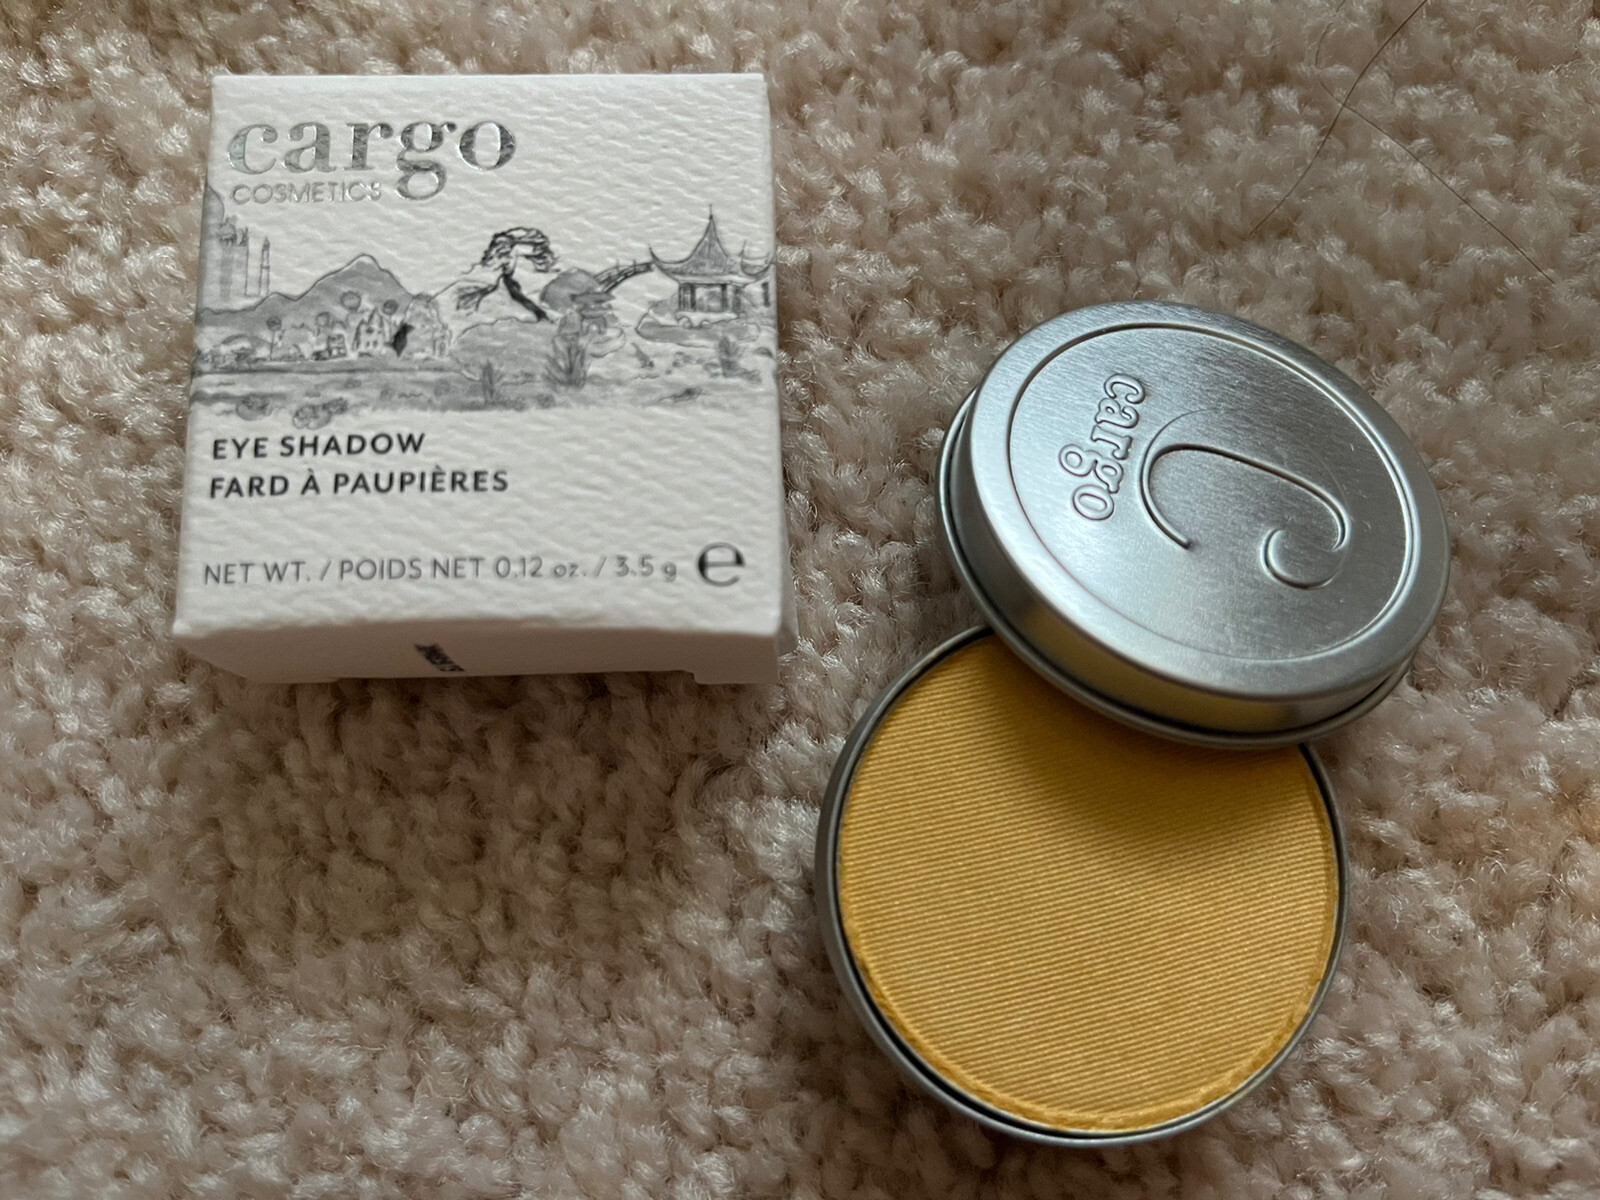 cargo
COSMETICS
EYE SHADOW
FARD À PAUPIÈRES
NET WT. / POIDS NET 0.12 oz. / 3.5 g e
cargo